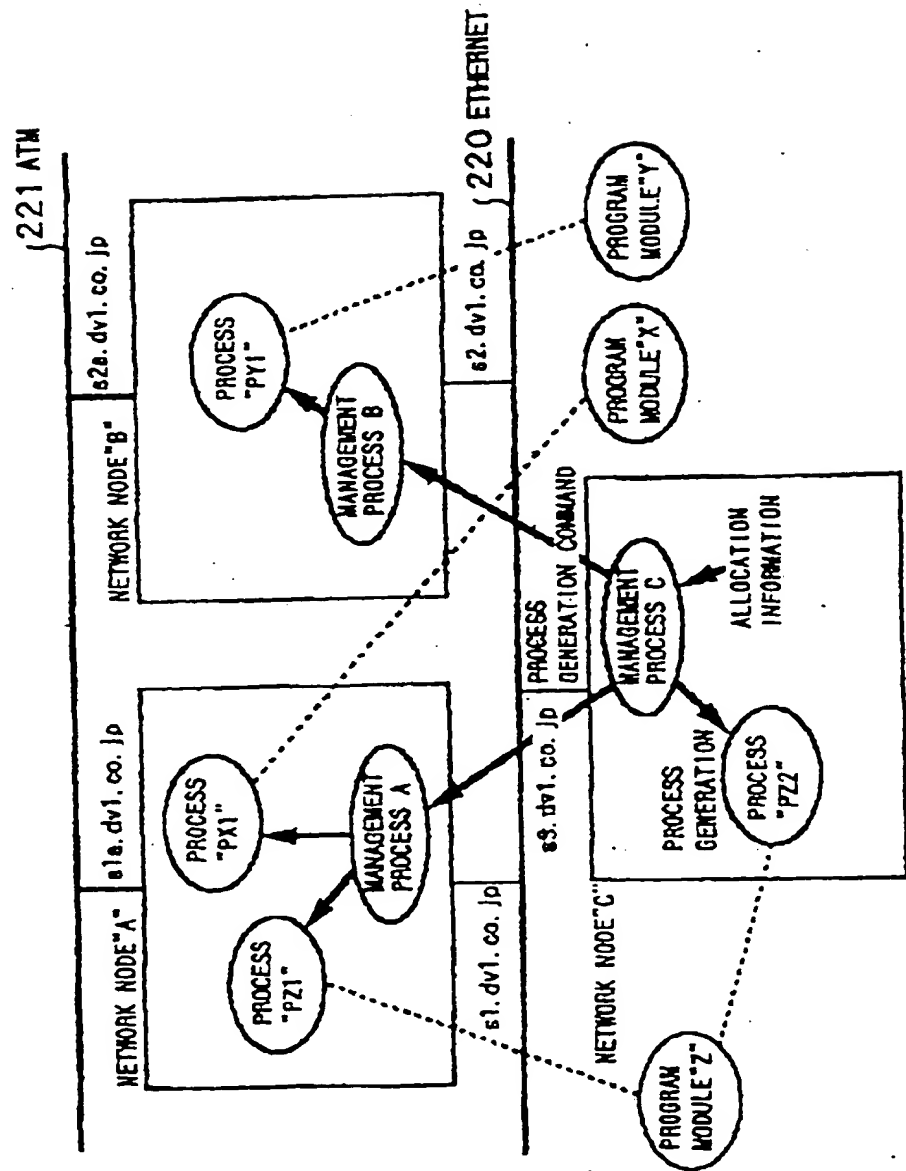 221 ATM
NETWORK NODE"A"
s1a.dv1.co.jp
NETWORK NODE"B"
s2a.dv1.co.jp
PROCESS
"PZ1"
PROCESS
"PX1"
MANAGEMENT
PROCESS A
PROCESS
"PY1"
MANAGEMENT
PROCESS B
s1.dv1.co.jp
s2.dv1.co.jp
220 ETHERNET
NETWORK NODE"C"
s3.dv1.co.jp
PROCESS
GENERATION COMMAND
PROGRAM
MODULE"Z"
PROCESS
GENERATION
MANAGEMENT
PROCESS C
PROCESS
"PZ2"
ALLOCATION
INFORMATION
PROGRAM
MODULE"X"
PROGRAM
MODULE"Y"